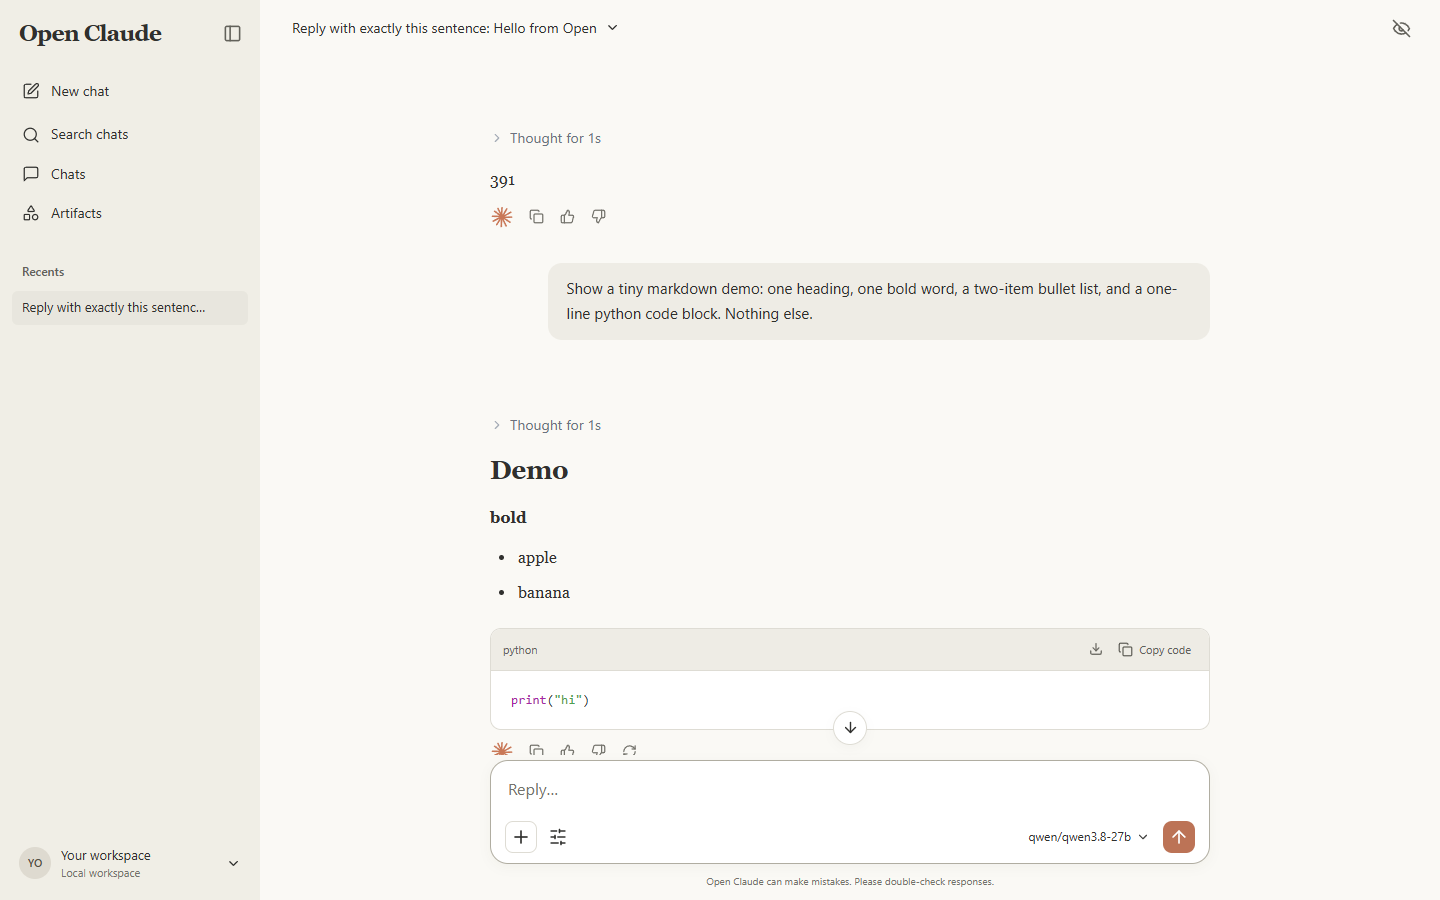 Open Claude
New chat
Search chats
Chats
Artifacts
Recents
Reply with exactly this sentenc...
YO
Your workspace
Local workspace
Reply with exactly this sentence: Hello from Open
Thought for 1s
391
Show a tiny markdown demo: one heading, one bold word, a two-item bullet list, and a one-
line python code block. Nothing else.
Thought for 1s
Demo
bold
• apple
• banana
python
Copy code
print("hi")
Reply...
qwen/qwen3.8-27b
Open Claude can make mistakes. Please double-check responses.